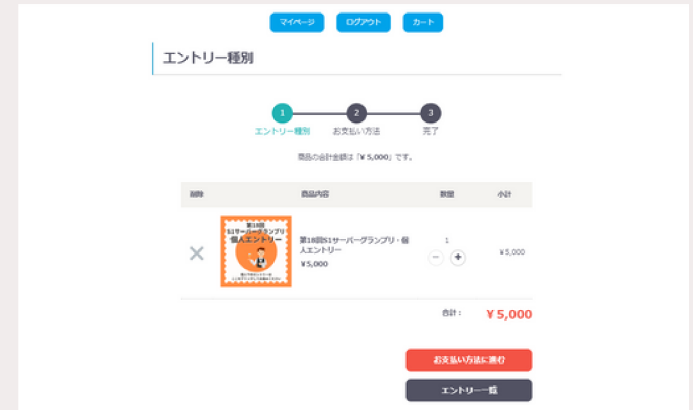 マイページ
ログアウト
カート
エントリー種別
1
2
3
エントリー種別
お支払い方法
完了
商品の合計金額は「¥ 5,000」です。
削除
商品内容
数量
小計
第18回
S1サーバーグランプリ
個人エントリー
第18回S1サーバーグランプリ・個
人エントリー
¥ 5,000
1
¥ 5,000
合計：
¥ 5,000
お支払い方法に進む
エントリー一覧